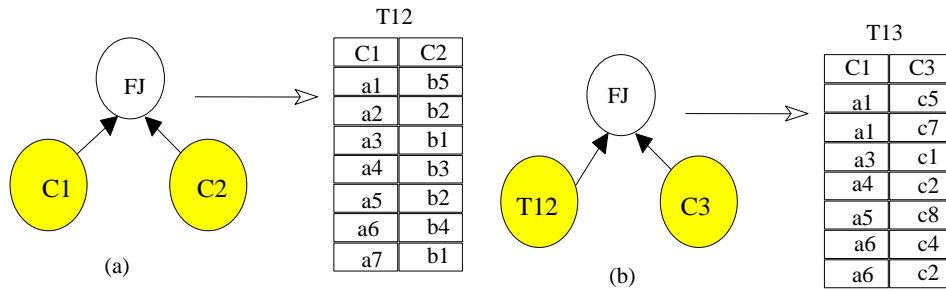 T12
C1 C2
a1 b5
a2 b2
a3 b1
a4 b3
a5 b2
a6 b4
a7 b1
FJ
C1 C2
(a)
T13
C1 C3
a1 c5
a1 c7
a3 c1
a4 c2
a5 c8
a6 c4
a6 c2
FJ
T12 C3
(b)